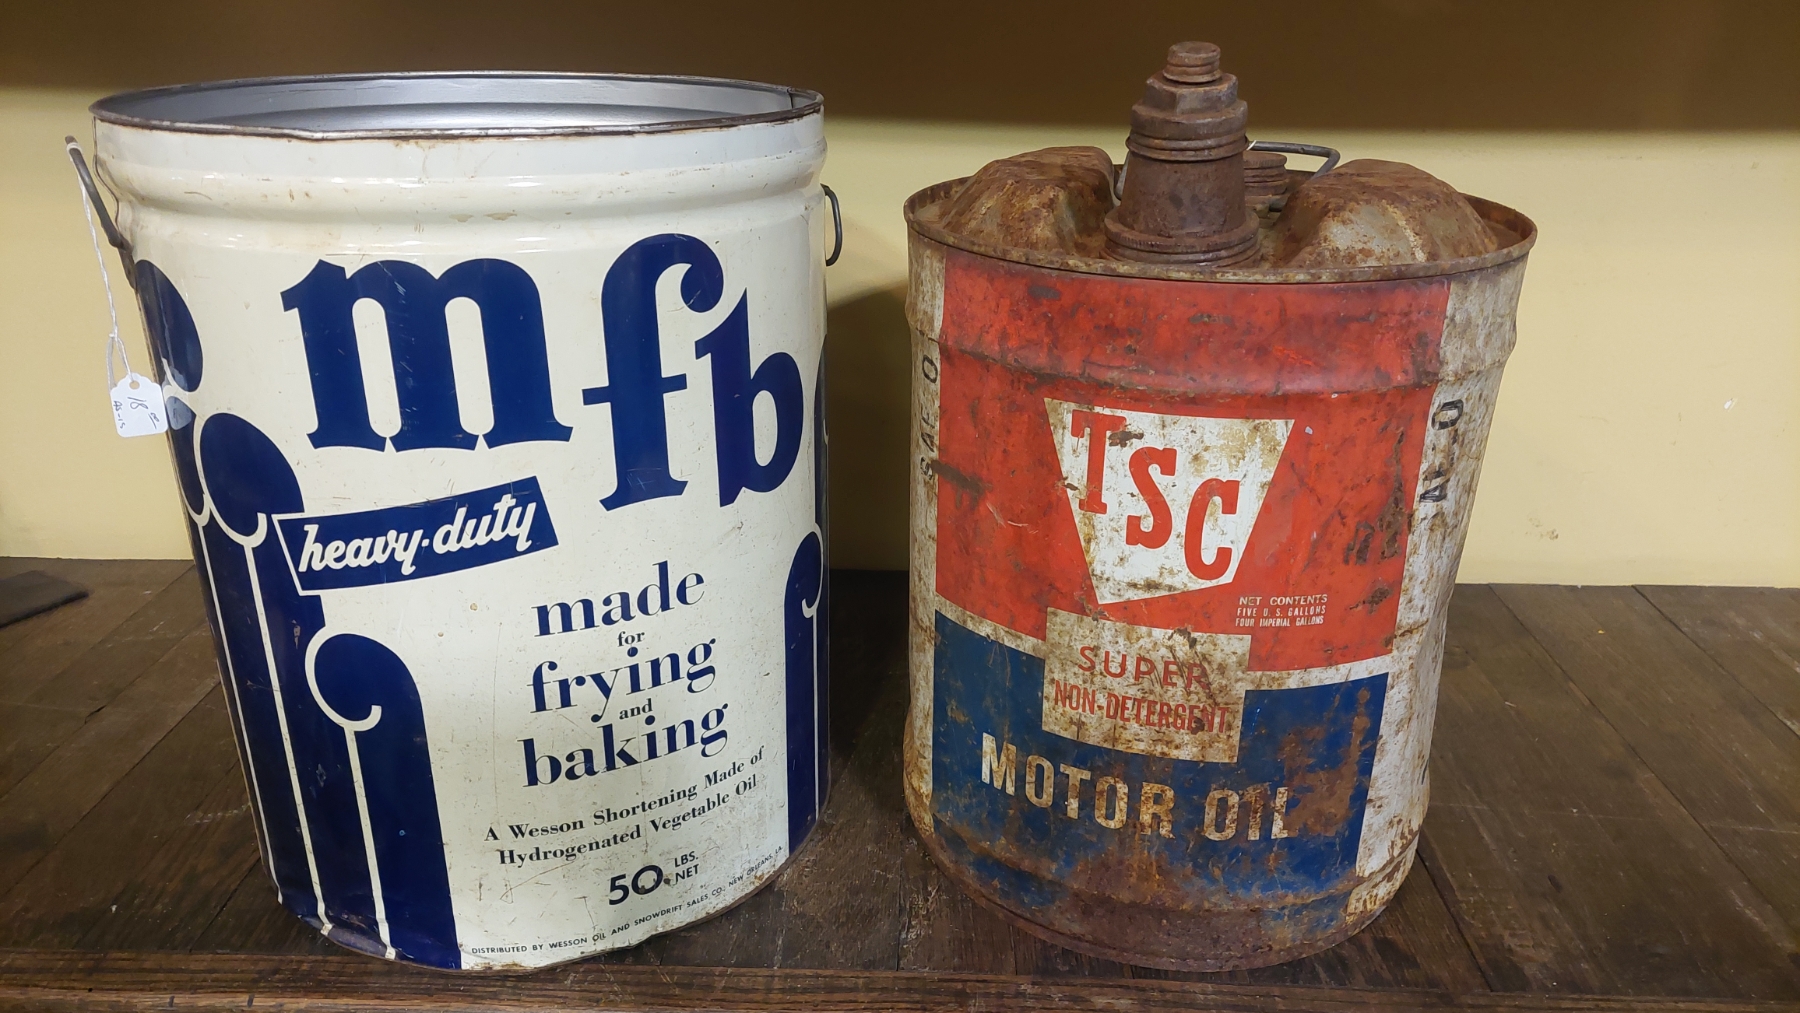 mfb
heavy-duty
made
for
frying
and
baking
A Wesson Shortening Made of
Hydrogenated Vegetable Oil
50 LBS.
NET
DISTRIBUTED BY WESSON OIL AND SNOWDRIFT SALES CO., NEW ORLEANS, LA.
18
TSC
NET CONTENTS
FIVE U. S. GALLONS
FOUR IMPERIAL GALLONS
SUPER
NON-DETERGENT
MOTOR OIL
SAE